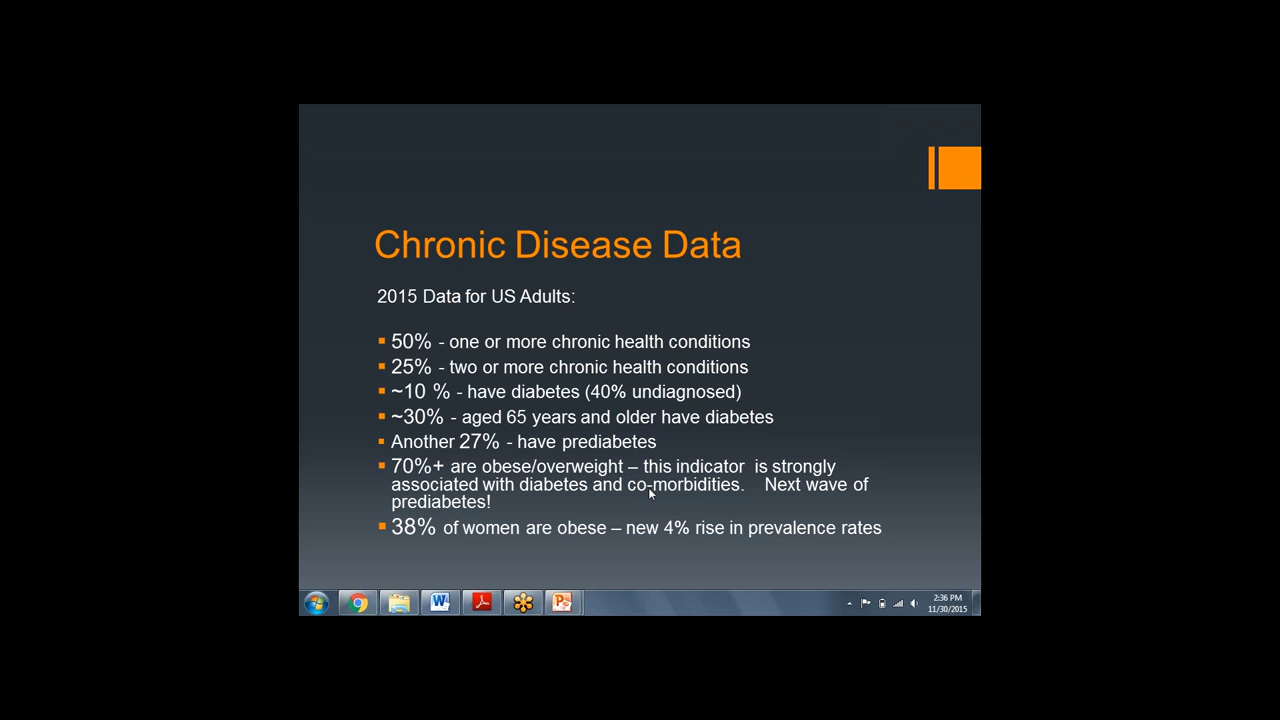 Chronic Disease Data
2015 Data for US Adults:
50% - one or more chronic health conditions
25% - two or more chronic health conditions
~10 % - have diabetes (40% undiagnosed)
~30% - aged 65 years and older have diabetes
Another 27% - have prediabetes
70%+ are obese/overweight – this indicator is strongly
associated with diabetes and co-morbidities. Next wave of
prediabetes!
38% of women are obese – new 4% rise in prevalence rates
2:36 PM
11/30/2015